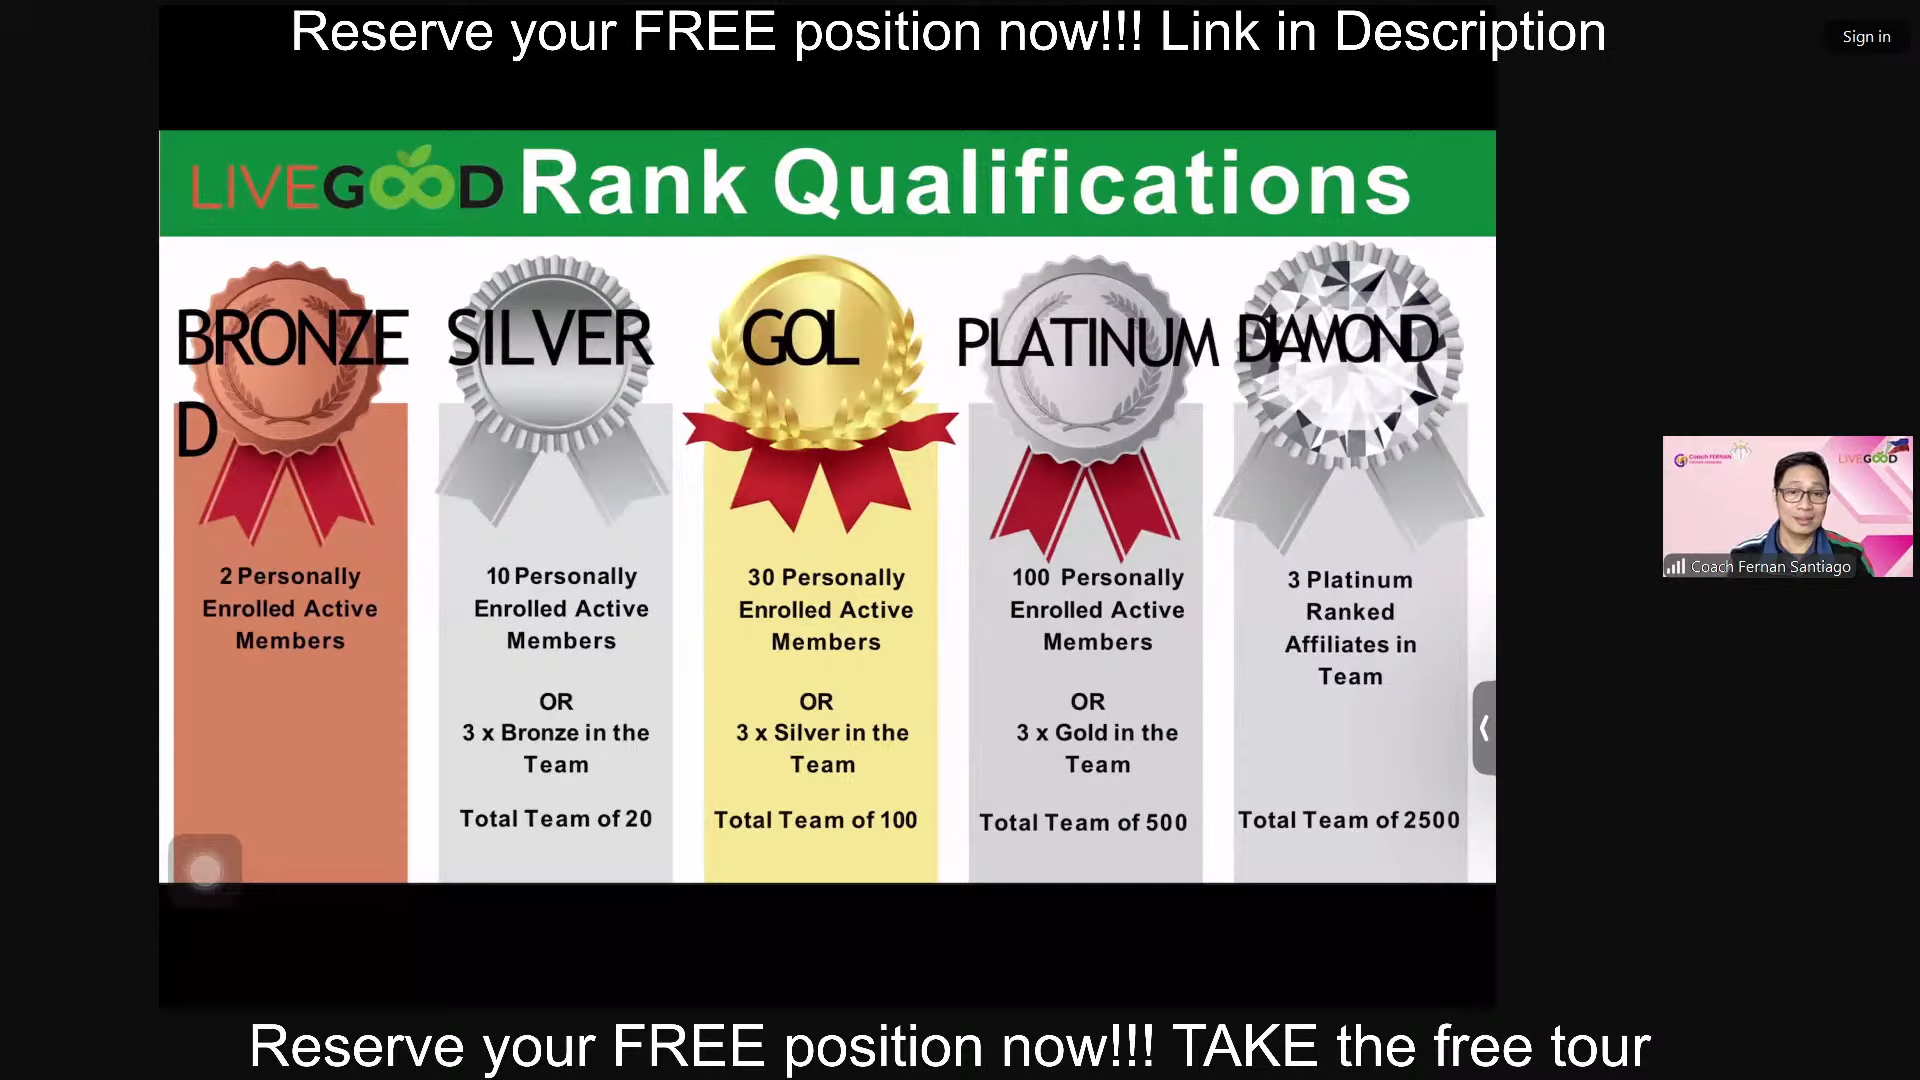 Reserve your FREE position now!!! Link in Description
Sign in
LIVEGOOD Rank Qualifications
BRONZE SILVER GOL PLATINUM DIAMOND
D
2 Personally
Enrolled Active
Members
10 Personally
Enrolled Active
Members
OR
3 x Bronze in the
Team
Total Team of 20
30 Personally
Enrolled Active
Members
OR
3 x Silver in the
Team
Total Team of 100
100 Personally
Enrolled Active
Members
OR
3 x Gold in the
Team
Total Team of 500
3 Platinum
Ranked
Affiliates in
Team
Total Team of 2500
Coach FERNAN
LIVEGOOD
Coach Fernan Santiago
Reserve your FREE position now!!! TAKE the free tour